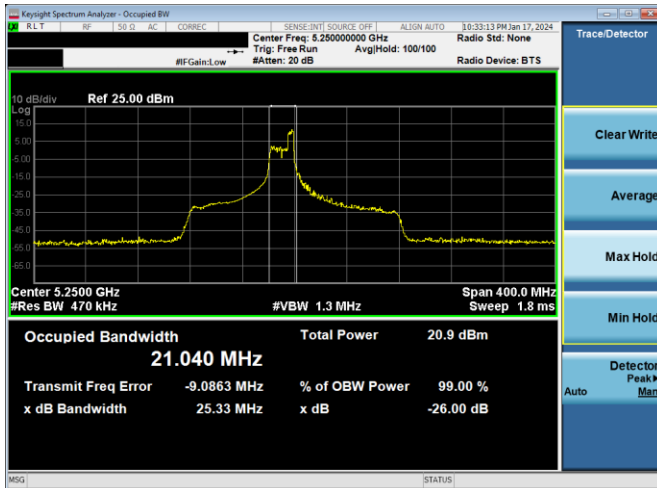 Keysight Spectrum Analyzer - Occupied BW
RLT RF 50 Ω AC CORREC SENSE:INT SOURCE OFF ALIGN AUTO 10:33:13 PM Jan 17, 2024
Center Freq: 5.250000000 GHz Radio Std: None
Trig: Free Run Avg|Hold: 100/100
#IFGain:Low #Atten: 20 dB Radio Device: BTS
Trace/Detector
10 dB/div Ref 25.00 dBm
Log
15.0
5.00
-5.00
-15.0
-25.0
-35.0
-45.0
-55.0
-65.0
Center 5.2500 GHz Span 400.0 MHz
#Res BW 470 kHz #VBW 1.3 MHz Sweep 1.8 ms
Occupied Bandwidth Total Power 20.9 dBm
21.040 MHz
Transmit Freq Error -9.0863 MHz % of OBW Power 99.00 %
x dB Bandwidth 25.33 MHz x dB -26.00 dB
Clear Write
Average
Max Hold
Min Hold
Detector
Peak
Auto Man
MSG STATUS